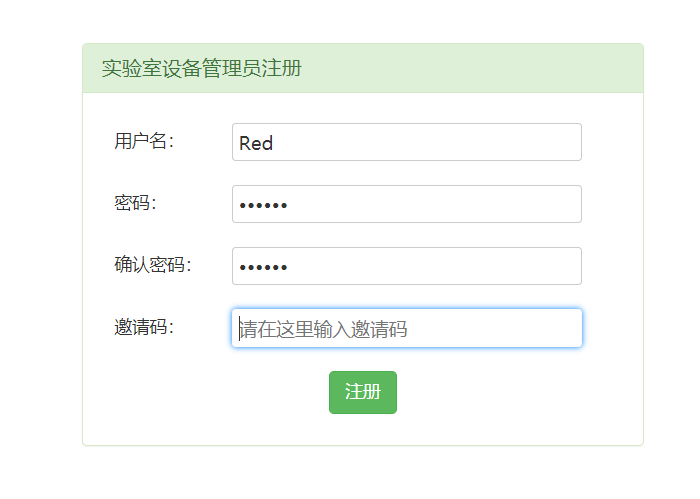 实验室设备管理员注册
用户名： Red
密码： ••••••
确认密码： ••••••
邀请码： 请在这里输入邀请码
注册